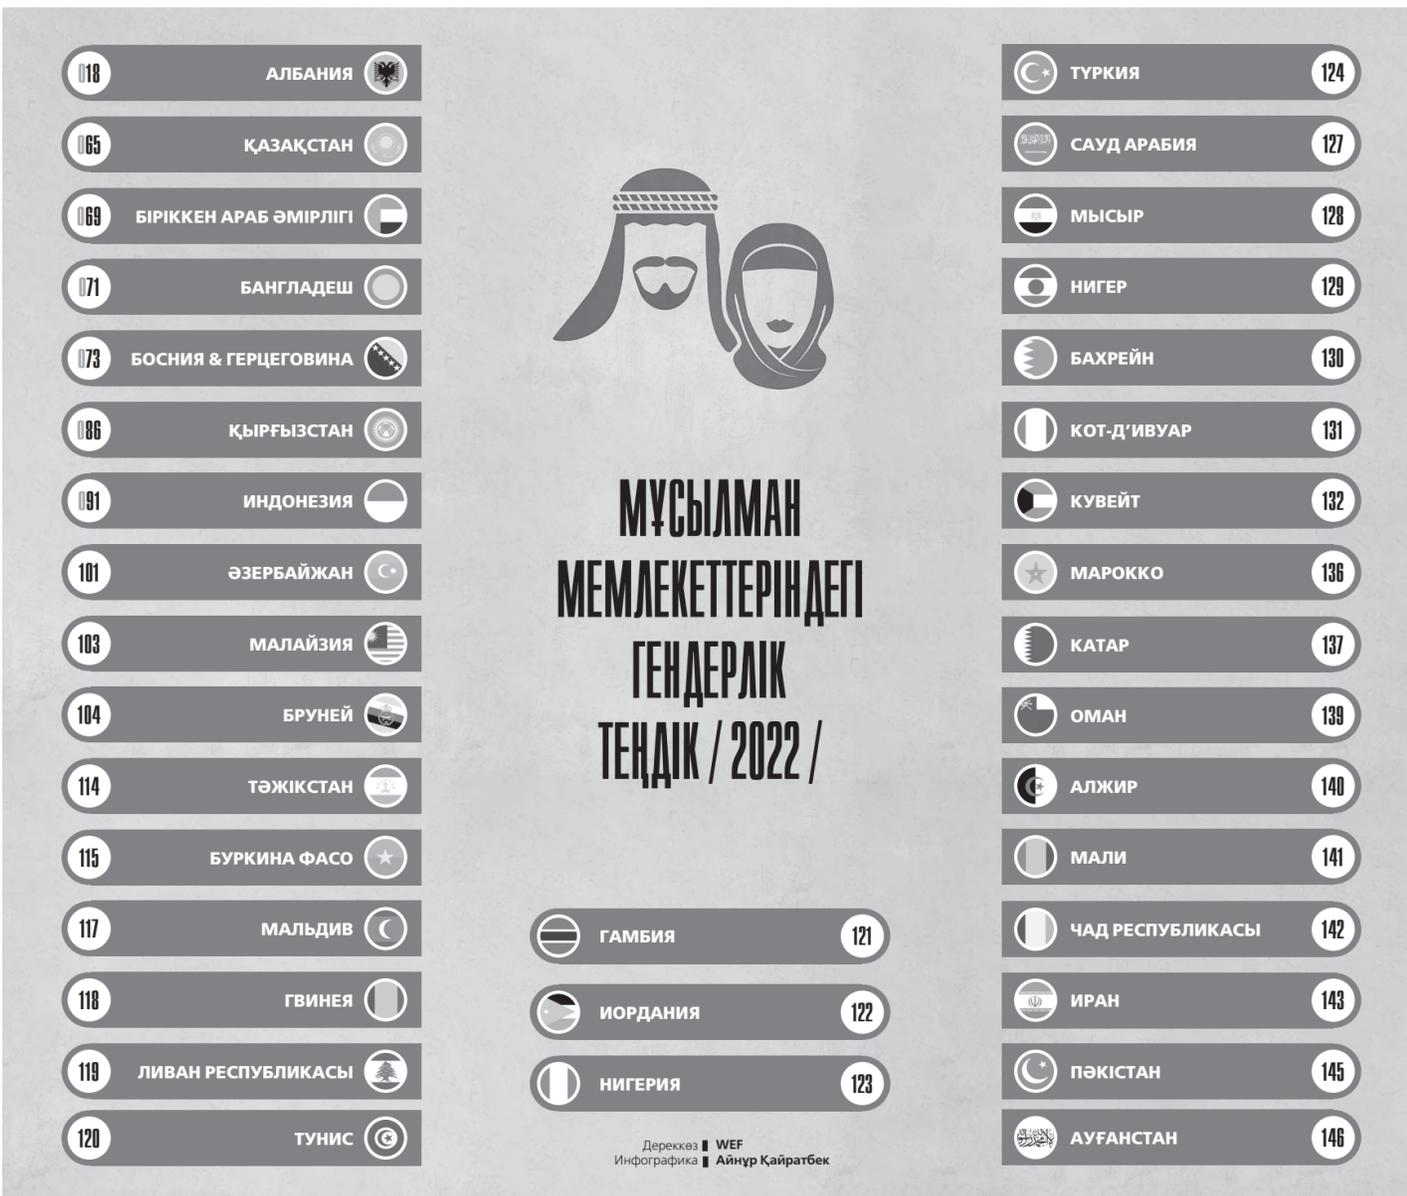 018 АЛБАНИЯ
065 ҚАЗАҚСТАН
069 БІРІККЕН АРАБ ӘМІРЛІГІ
071 БАНГЛАДЕШ
073 БОСНИЯ & ГЕРЦЕГОВИНА
086 ҚЫРҒЫЗСТАН
091 ИНДОНЕЗИЯ
101 ӘЗЕРБАЙЖАН
103 МАЛАЙЗИЯ
104 БРУНЕЙ
114 ТӘЖІКСТАН
115 БУРКИНА ФАСО
117 МАЛЬДИВ
118 ГВИНЕЯ
119 ЛИВАН РЕСПУБЛИКАСЫ
120 ТУНИС
МҰСЫЛМАН
МЕМЛЕКЕТТЕРІНДЕГІ
ГЕНДЕРЛІК
ТЕҢДІК / 2022 /
ГАМБИЯ 121
ИОРДАНИЯ 122
НИГЕРИЯ 123
Дереккөз WEF
Инфографика Айнұр Қайратбек
ТҮРКИЯ 124
САУД АРАБИЯ 127
МЫСЫР 128
НИГЕР 129
БАХРЕЙН 130
КОТ-Д’ИВУАР 131
КУВЕЙТ 132
МАРОККО 136
КАТАР 137
ОМАН 139
АЛЖИР 140
МАЛИ 141
ЧАД РЕСПУБЛИКАСЫ 142
ИРАН 143
ПӘКІСТАН 145
АУҒАНСТАН 146